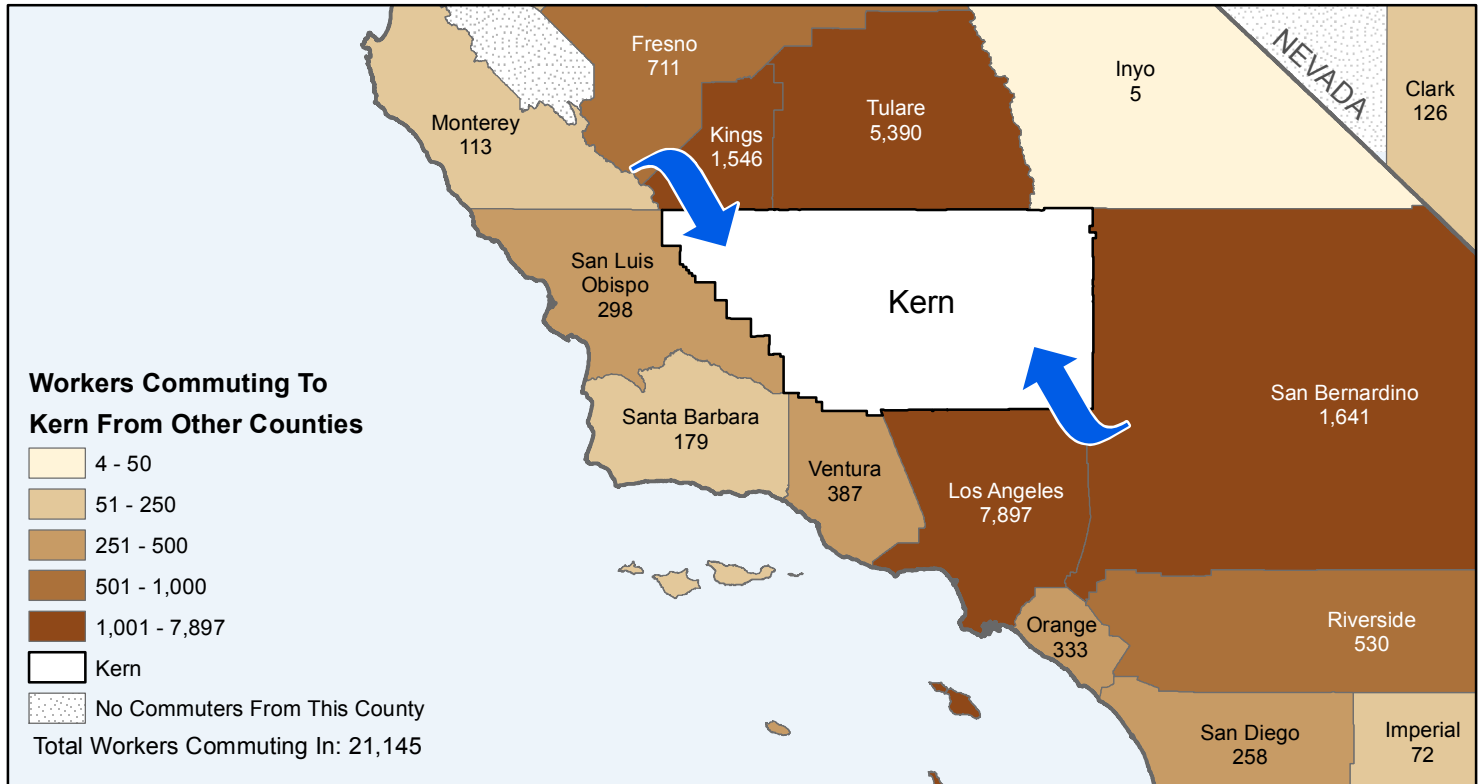 Fresno
711
Inyo
5
NEVADA
Clark
126
Tulare
5,390
Monterey
113
Kings
1,546
San Luis
Obispo
298
Kern
San Bernardino
1,641
Santa Barbara
179
Ventura
387
Los Angeles
7,897
Orange
333
Riverside
530
San Diego
258
Imperial
72
Workers Commuting To
Kern From Other Counties
4 - 50
51 - 250
251 - 500
501 - 1,000
1,001 - 7,897
Kern
No Commuters From This County
Total Workers Commuting In: 21,145